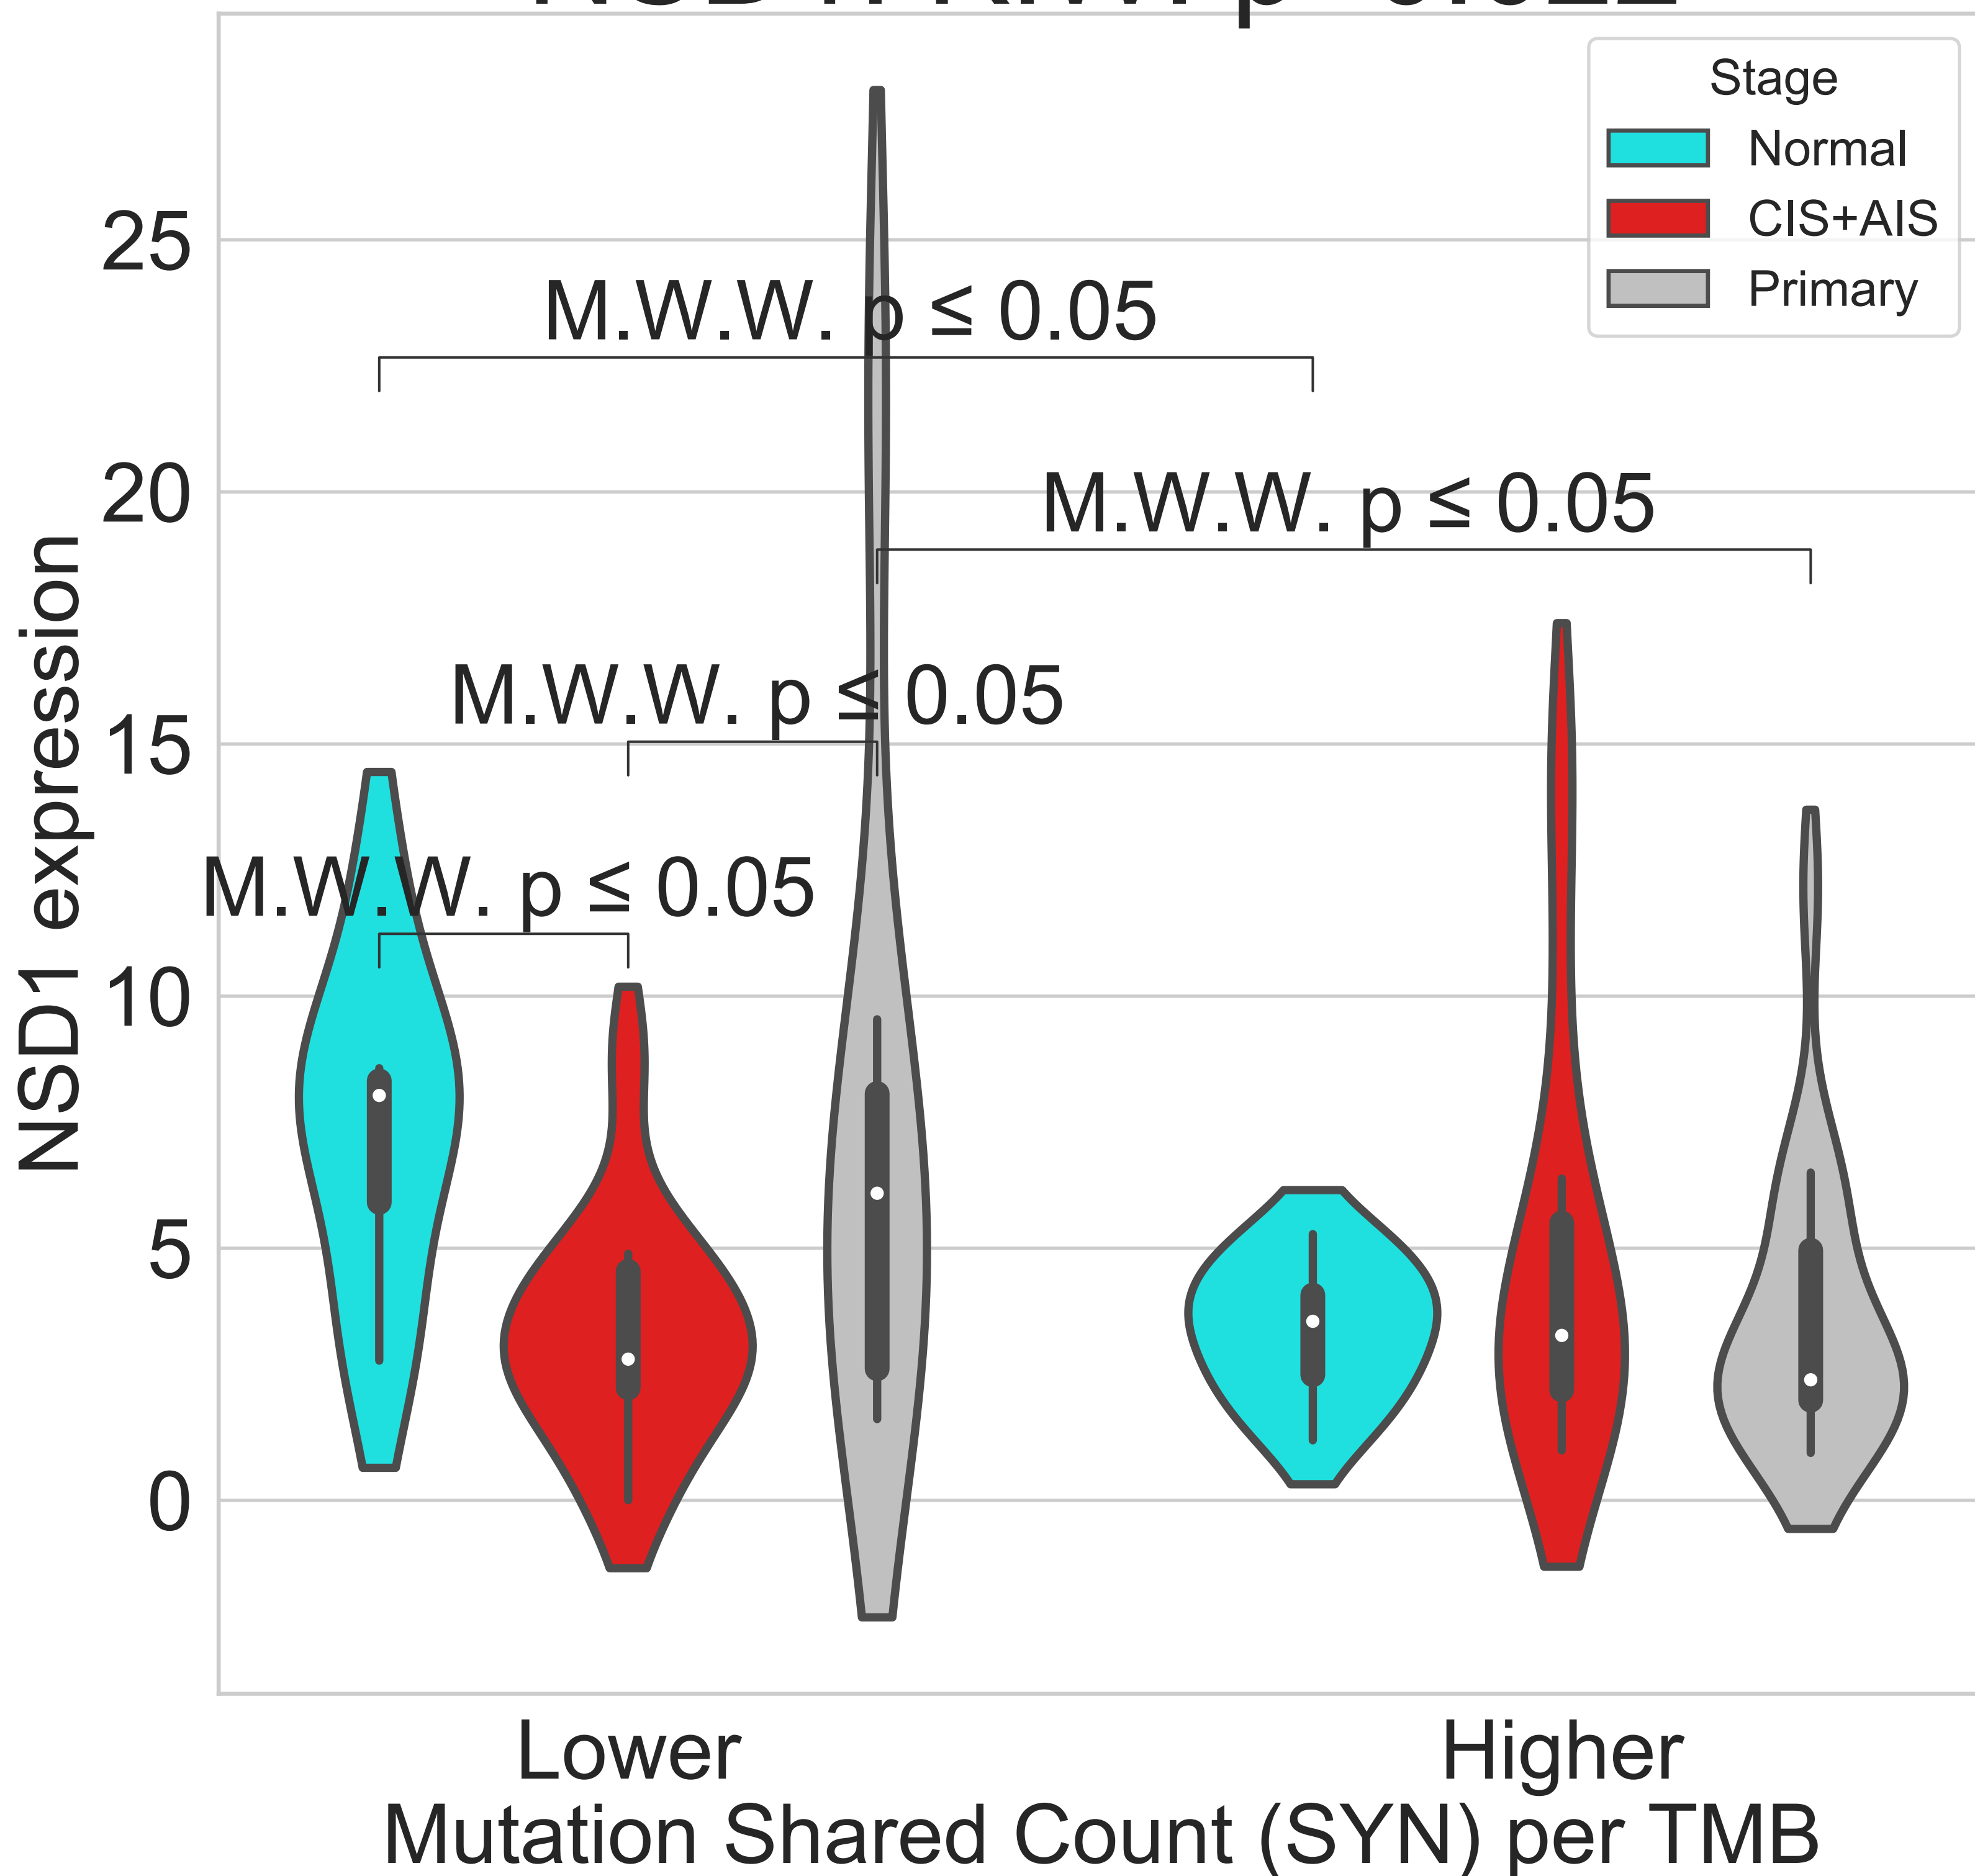 Stage
Normal
CIS+AIS
Primary
25
20
15
10
5
0
NSD1 expression
M.W.W. p ≤ 0.05
M.W.W. p ≤ 0.05
M.W.W. p ≤ 0.05
M.W.W. p ≤ 0.05
Lower
Higher
Mutation Shared Count (SYN) per TMB